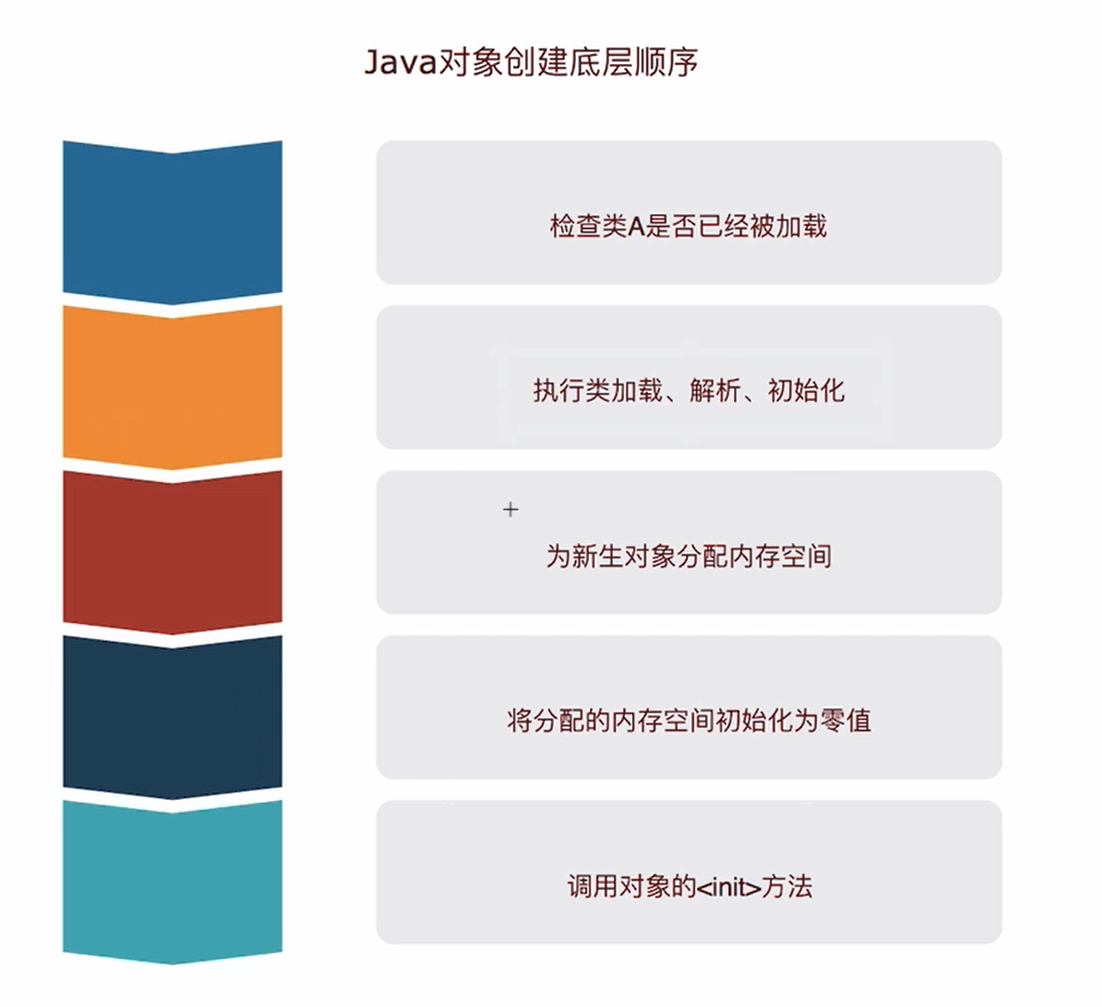 Java对象创建底层顺序
检查类A是否已经被加载
执行类加载、解析、初始化
为新生对象分配内存空间
将分配的内存空间初始化为零值
调用对象的<init>方法